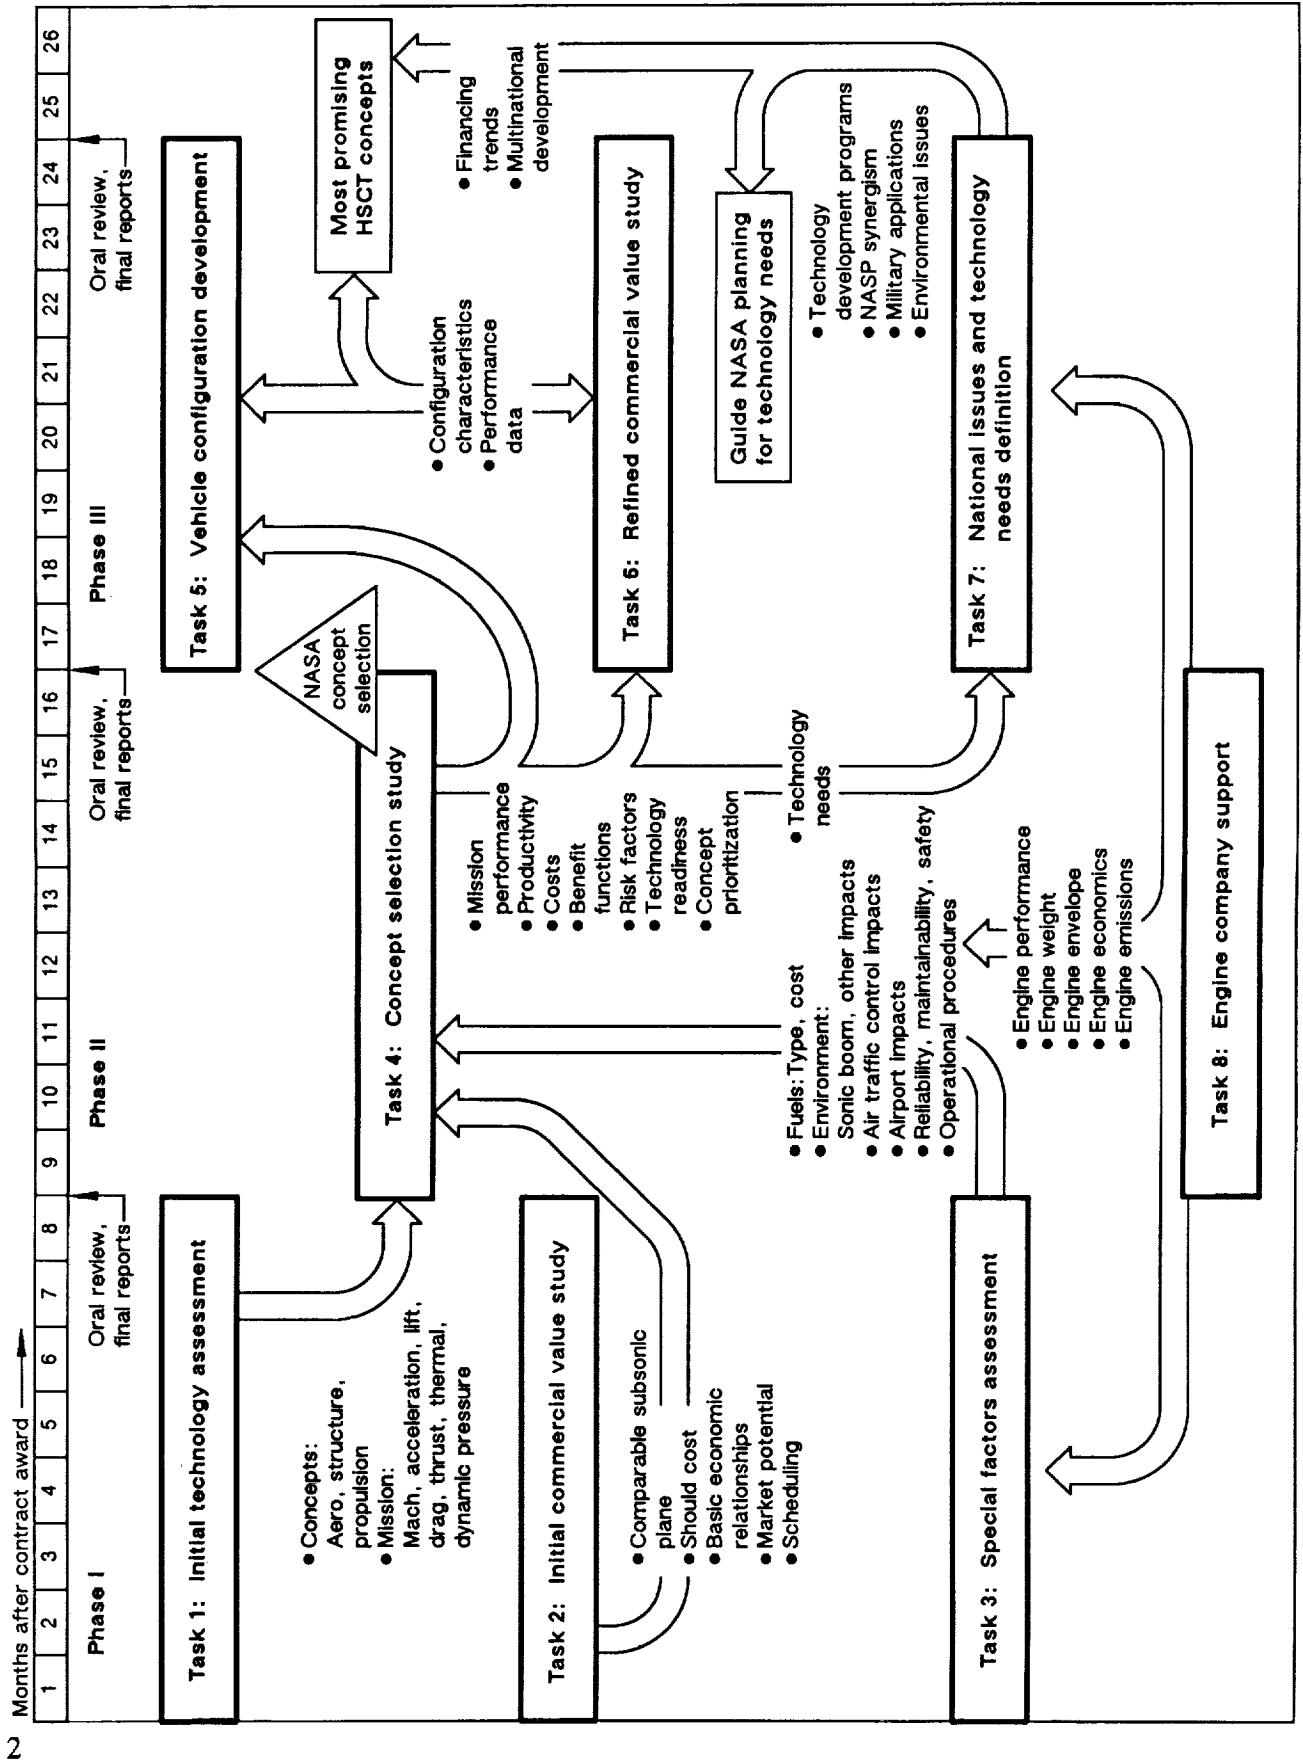 2
Months after contract award
1 2 3 4 5 6 7 8 9 10 11 12 13 14 15 16 17 18 19 20 21 22 23 24 25 26
Phase I
Oral review,
final reports
Phase II
Oral review,
final reports
Phase III
Oral review,
final reports
Task 1: Initial technology assessment
Task 5: Vehicle configuration development
● Concepts:
Aero, structure,
propulsion
● Mission:
Mach, acceleration, lift,
drag, thrust, thermal,
dynamic pressure
Task 4: Concept selection study
NASA
concept
selection
Most promising
HSCT concepts
● Configuration
characteristics
● Performance
data
● Financing
trends
● Multinational
development
● Mission
performance
● Productivity
● Costs
● Benefit
functions
● Risk factors
● Technology
readiness
● Concept
prioritization
Task 2: Initial commercial value study
Task 6: Refined commercial value study
● Comparable subsonic
plane
● Should cost
● Basic economic
relationships
● Market potential
● Scheduling
Guide NASA planning
for technology needs
● Technology
needs
● Fuels: Type, cost
● Environment:
Sonic boom, other impacts
● Air traffic control impacts
● Airport impacts
● Reliability, maintainability, safety
● Operational procedures
● Technology
development programs
● NASP synergism
● Military applications
● Environmental issues
Task 3: Special factors assessment
Task 7: National issues and technology
needs definition
● Engine performance
● Engine weight
● Engine envelope
● Engine economics
● Engine emissions
Task 8: Engine company support